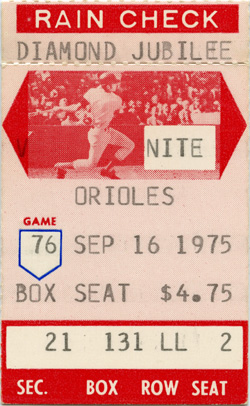 RAIN CHECK
DIAMOND JUBILEE
V NITE
ORIOLES
GAME
76 SEP 16 1975
BOX SEAT $4.75
21 131 LL 2
SEC. BOX ROW SEAT